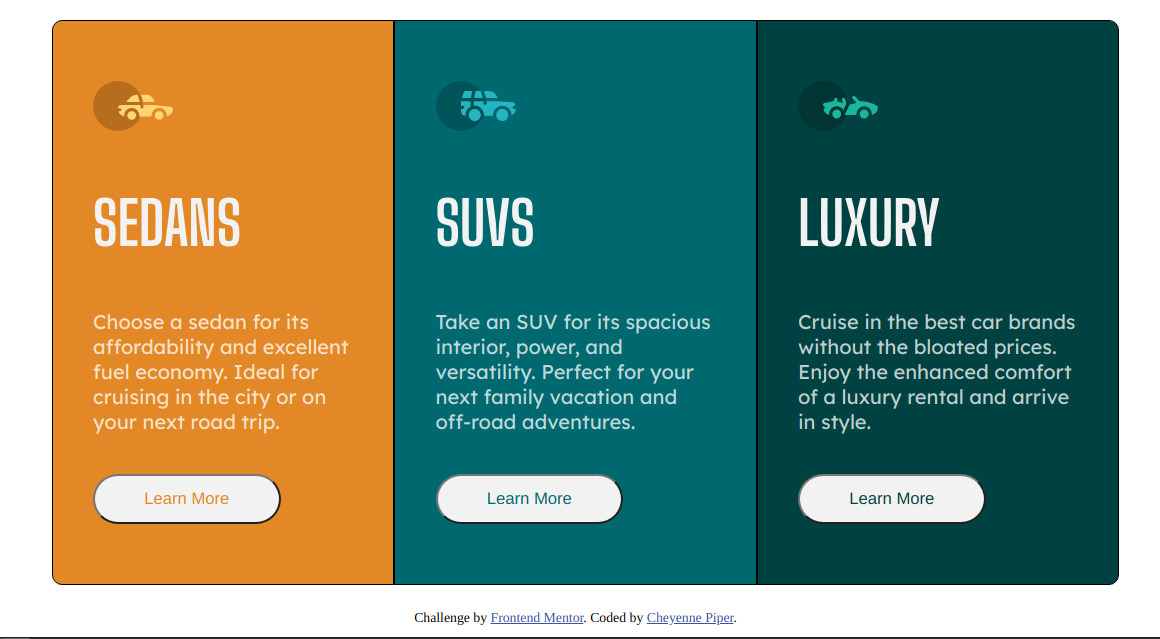 SEDANS
Choose a sedan for its
affordability and excellent
fuel economy. Ideal for
cruising in the city or on
your next road trip.
Learn More
SUVS
Take an SUV for its spacious
interior, power, and
versatility. Perfect for your
next family vacation and
off-road adventures.
Learn More
LUXURY
Cruise in the best car brands
without the bloated prices.
Enjoy the enhanced comfort
of a luxury rental and arrive
in style.
Learn More
Challenge by Frontend Mentor. Coded by Cheyenne Piper.